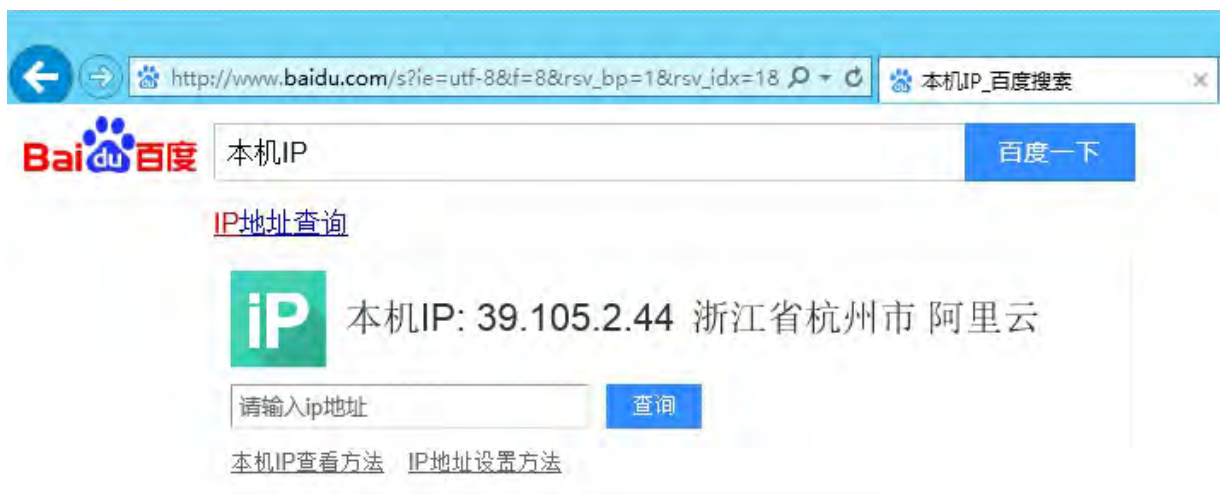 http://www.baidu.com/s?ie=utf-8&f=8&rsv_bp=1&rsv_idx=18 本机IP_百度搜索
Bai du 百度 本机IP 百度一下
IP地址查询
iP 本机IP: 39.105.2.44 浙江省杭州市 阿里云
请输入ip地址 查询
本机IP查看方法 IP地址设置方法